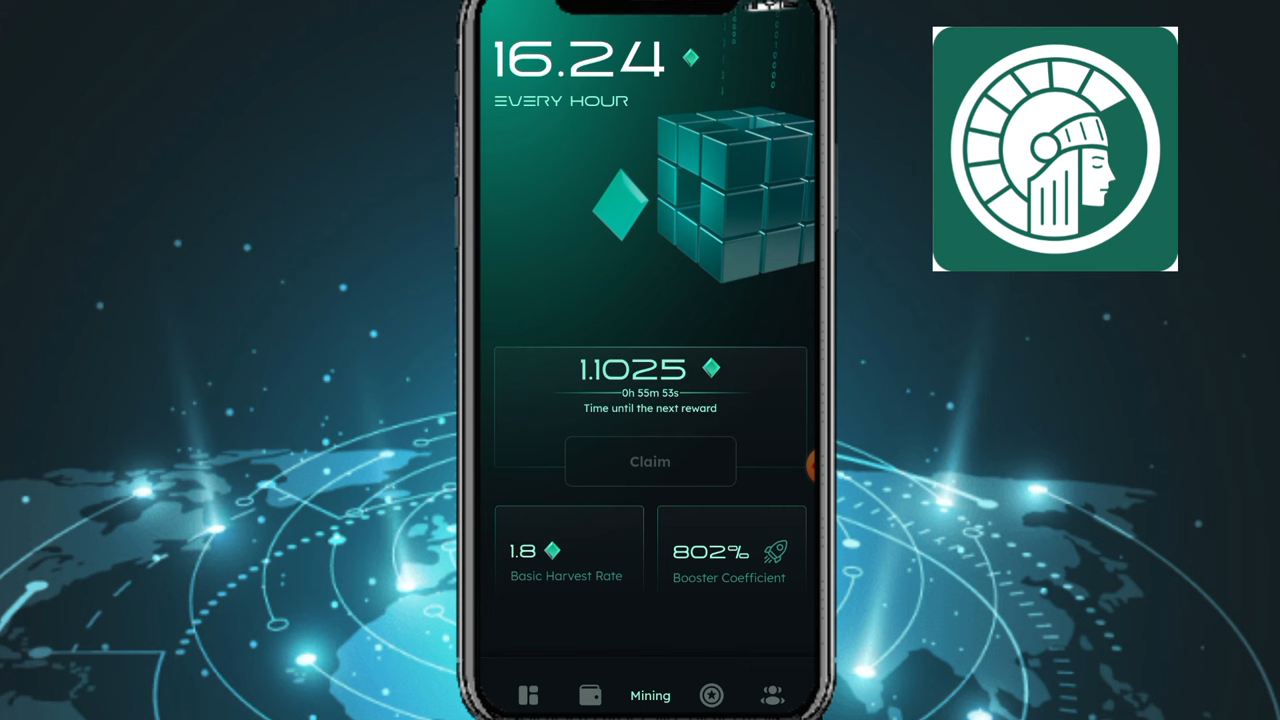 16.24
EVERY HOUR
1.1025
0h 55m 53s
Time until the next reward
Claim
1.8
Basic Harvest Rate
802%
Booster Coefficient
Mining